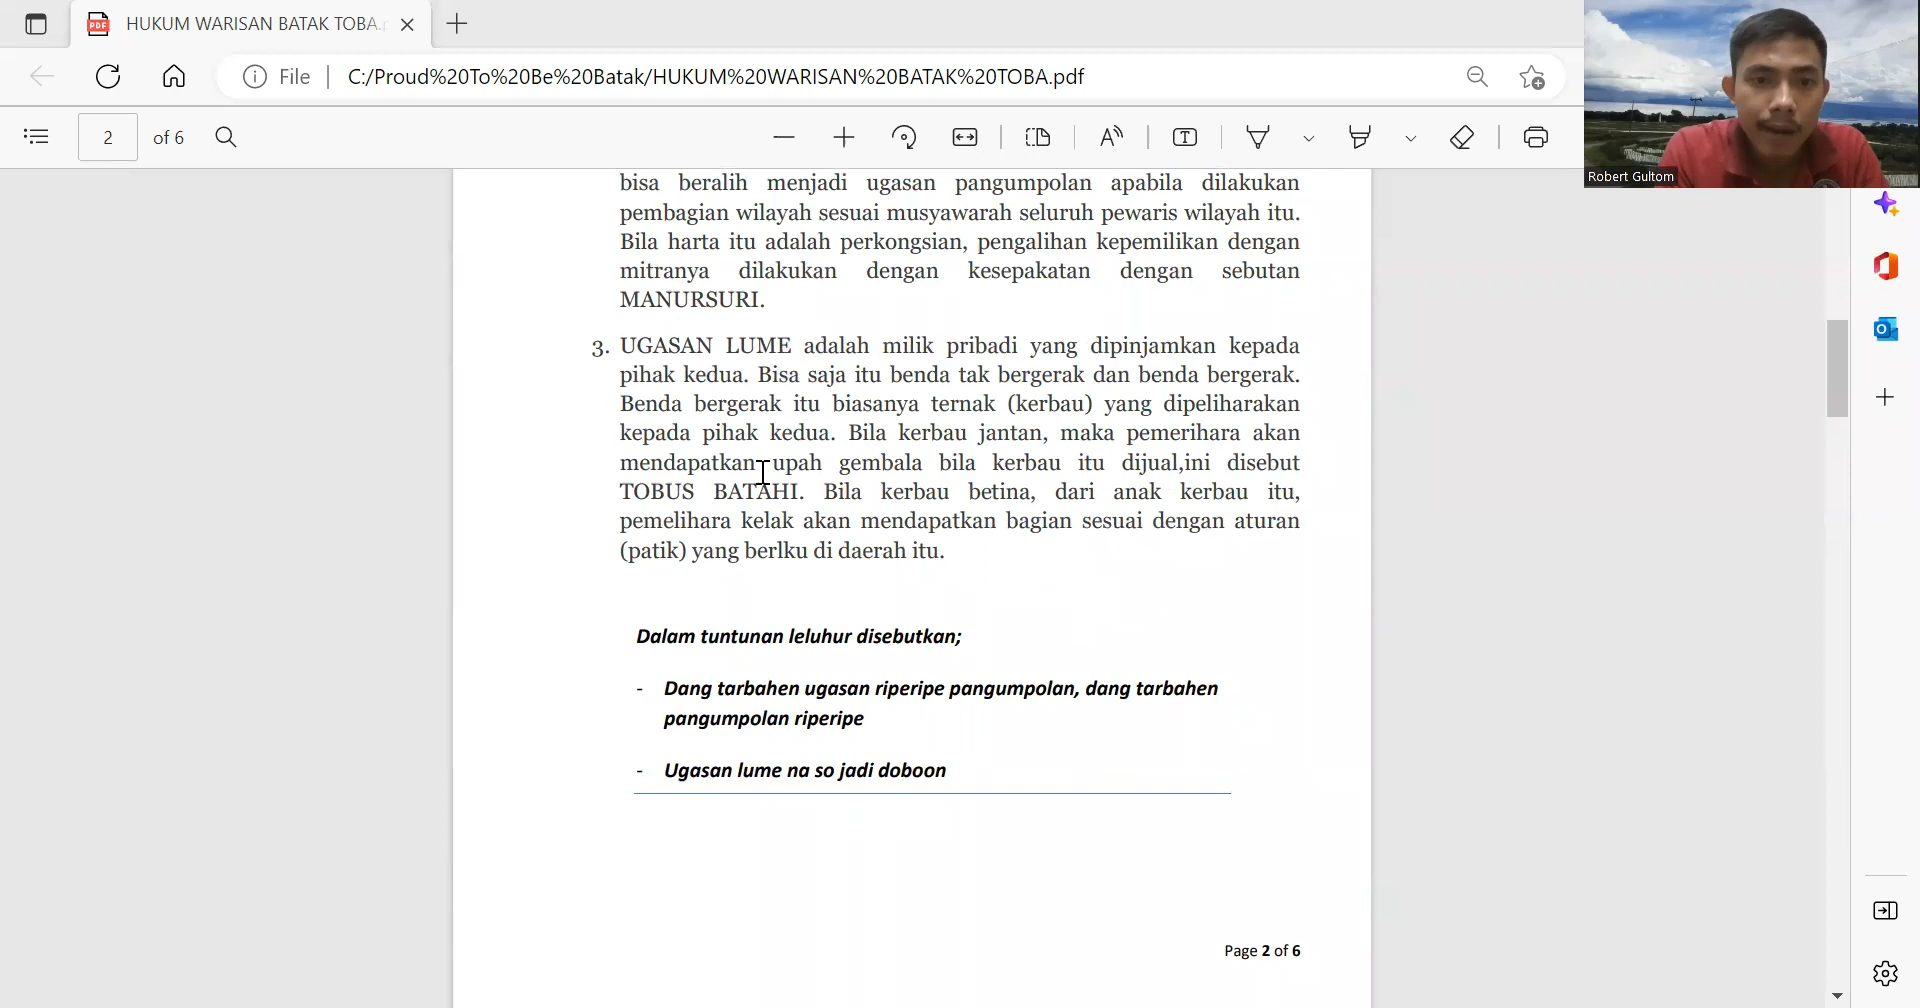 HUKUM WARISAN BATAK TOBA.
File
C:/Proud%20To%20Be%20Batak/HUKUM%20WARISAN%20BATAK%20TOBA.pdf
2 of 6
Robert Gultom
bisa beralih menjadi ugasan pangumpolan apabila dilakukan
pembagian wilayah sesuai musyawarah seluruh pewaris wilayah itu.
Bila harta itu adalah perkongsian, pengalihan kepemilikan dengan
mitranya dilakukan dengan kesepakatan dengan sebutan
MANURSURI.
3. UGASAN LUME adalah milik pribadi yang dipinjamkan kepada
pihak kedua. Bisa saja itu benda tak bergerak dan benda bergerak.
Benda bergerak itu biasanya ternak (kerbau) yang dipeliharakan
kepada pihak kedua. Bila kerbau jantan, maka pemerihara akan
mendapatkan upah gembala bila kerbau itu dijual,ini disebut
TOBUS BATAHI. Bila kerbau betina, dari anak kerbau itu,
pemelihara kelak akan mendapatkan bagian sesuai dengan aturan
(patik) yang berlku di daerah itu.
Dalam tuntunan leluhur disebutkan;
- Dang tarbahen ugasan riperipe pangumpolan, dang tarbahen
pangumpolan riperipe
- Ugasan lume na so jadi doboon
Page 2 of 6